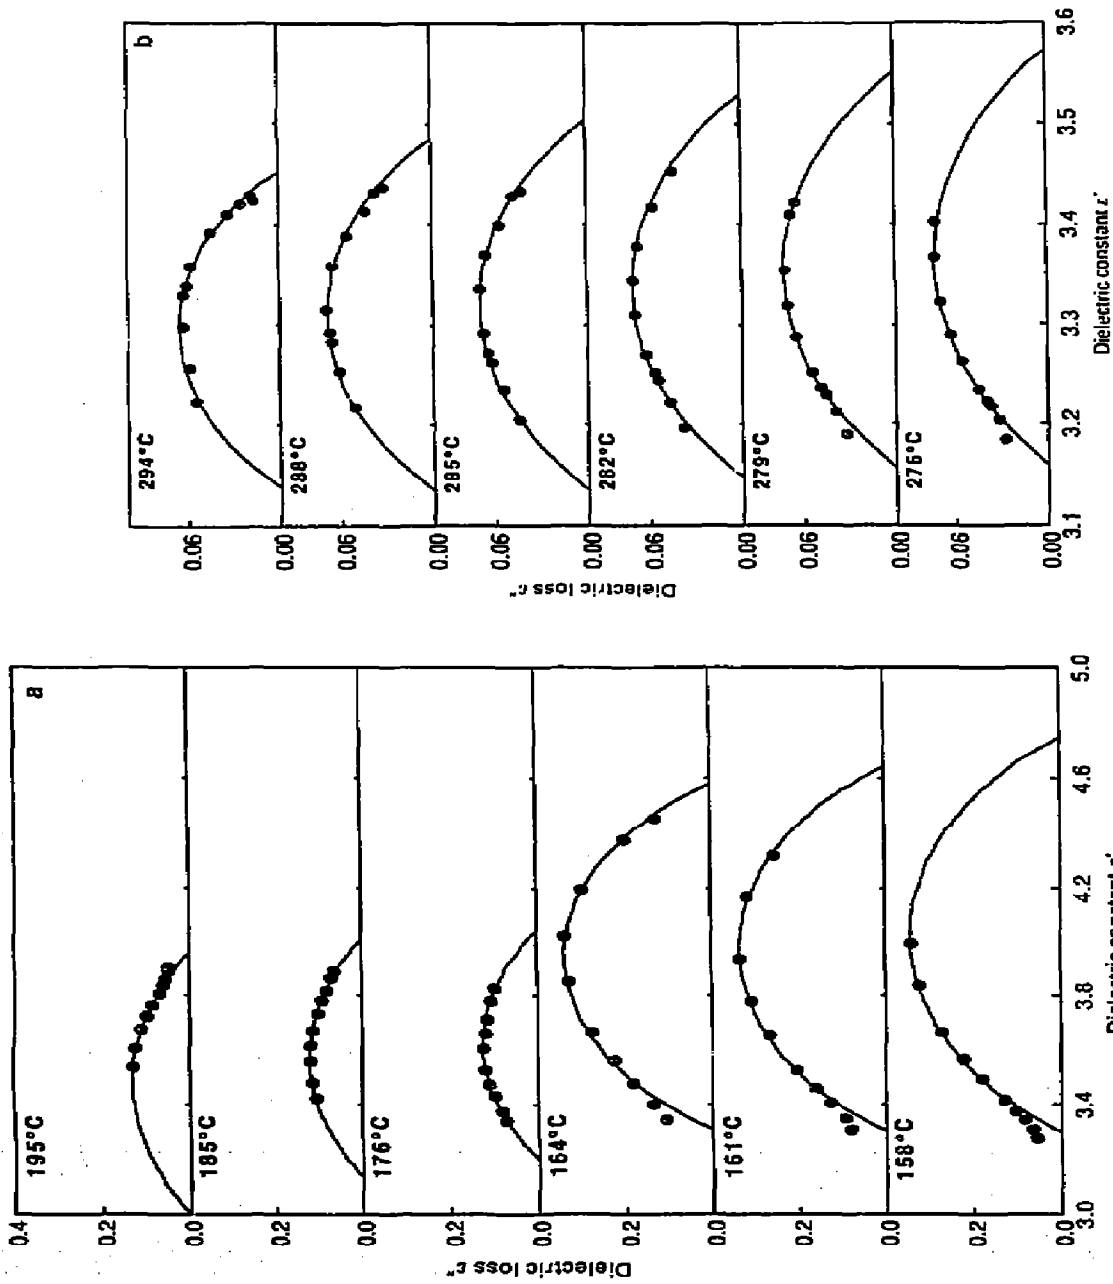 a
0.4
195°C
0.0
185°C
0.2
0.0
176°C
0.2
0.0
164°C
0.2
0.0
161°C
0.2
0.0
158°C
0.2
0.0
3.0
3.4
3.8
4.2
4.6
5.0
Dielectric loss ε"
Dielectric constant ε'
b
294°C
0.06
0.00
288°C
0.06
0.00
285°C
0.06
0.00
282°C
0.06
0.00
279°C
0.06
0.00
276°C
0.06
0.00
3.1
3.2
3.3
3.4
3.5
3.6
Dielectric loss ε"
Dielectric constant ε'